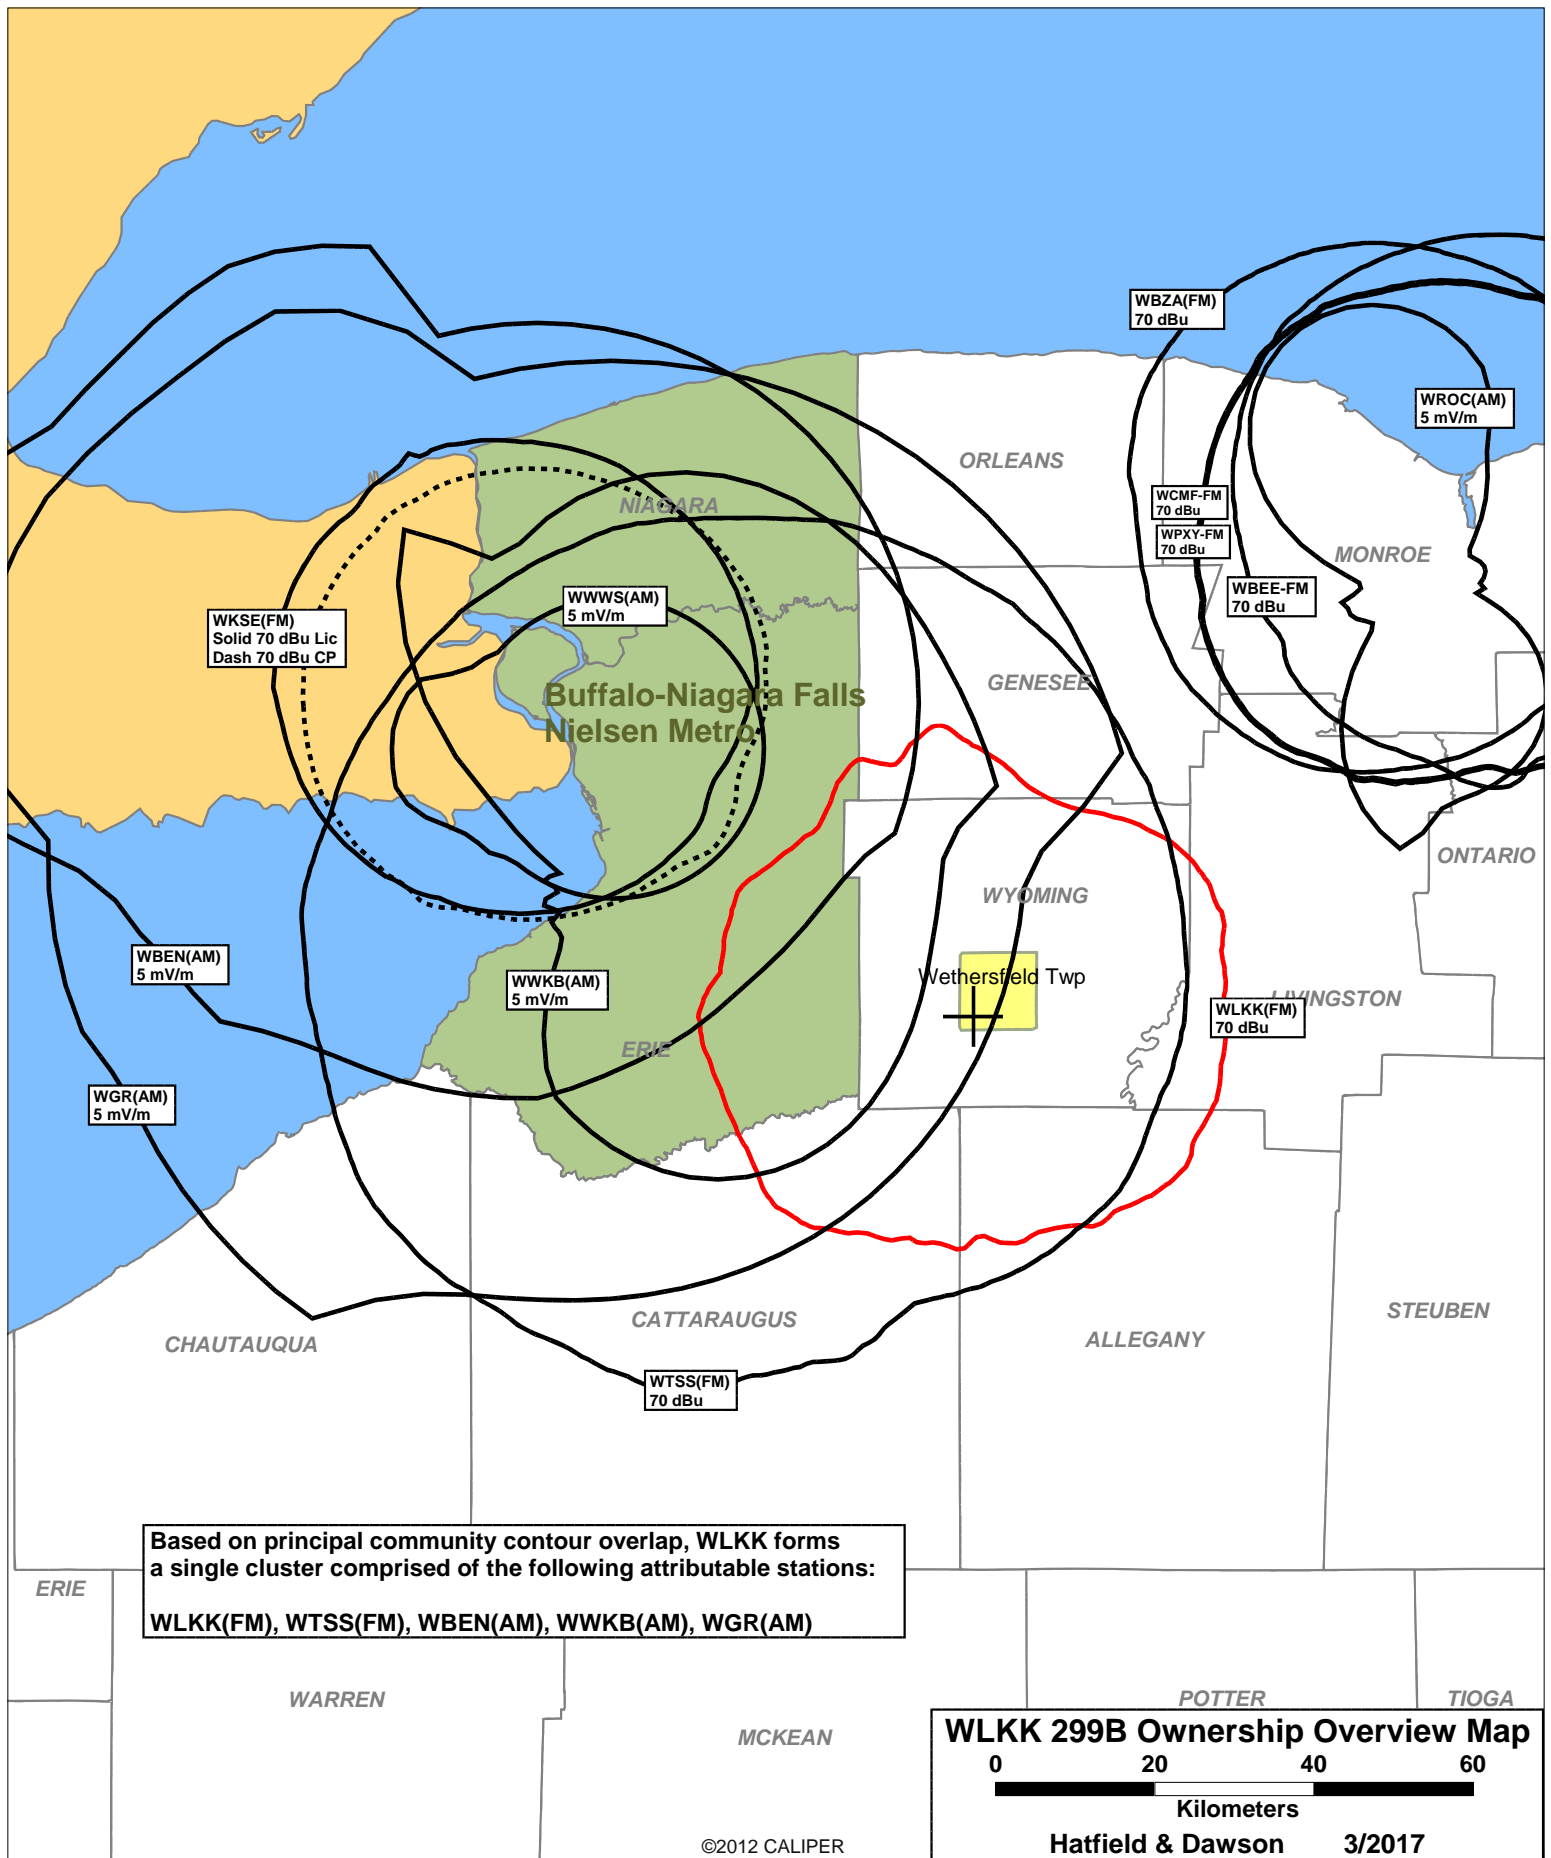 WBZA(FM)
70 dBu
WROC(AM)
5 mV/m
ORLEANS
WCMF-FM
70 dBu
NIAGARA
WPXY-FM
70 dBu
MONROE
WBEE-FM
70 dBu
WWWS(AM)
5 mV/m
WKSE(FM)
Solid 70 dBu Lic
Dash 70 dBu CP
GENESEE
Buffalo-Niagara Falls
Nielsen Metro
ONTARIO
WYOMING
WBEN(AM)
5 mV/m
WWKB(AM)
5 mV/m
Wethersfield Twp
LIVINGSTON
WLKK(FM)
70 dBu
ERIE
WGR(AM)
5 mV/m
STEUBEN
CATTARAUGUS
CHAUTAUQUA
ALLEGANY
WTSS(FM)
70 dBu
Based on principal community contour overlap, WLKK forms
a single cluster comprised of the following attributable stations:
WLKK(FM), WTSS(FM), WBEN(AM), WWKB(AM), WGR(AM)
ERIE
WARREN
MCKEAN
POTTER
TIOGA
WLKK 299B Ownership Overview Map
0 20 40 60
Kilometers
Hatfield & Dawson 3/2017
©2012 CALIPER